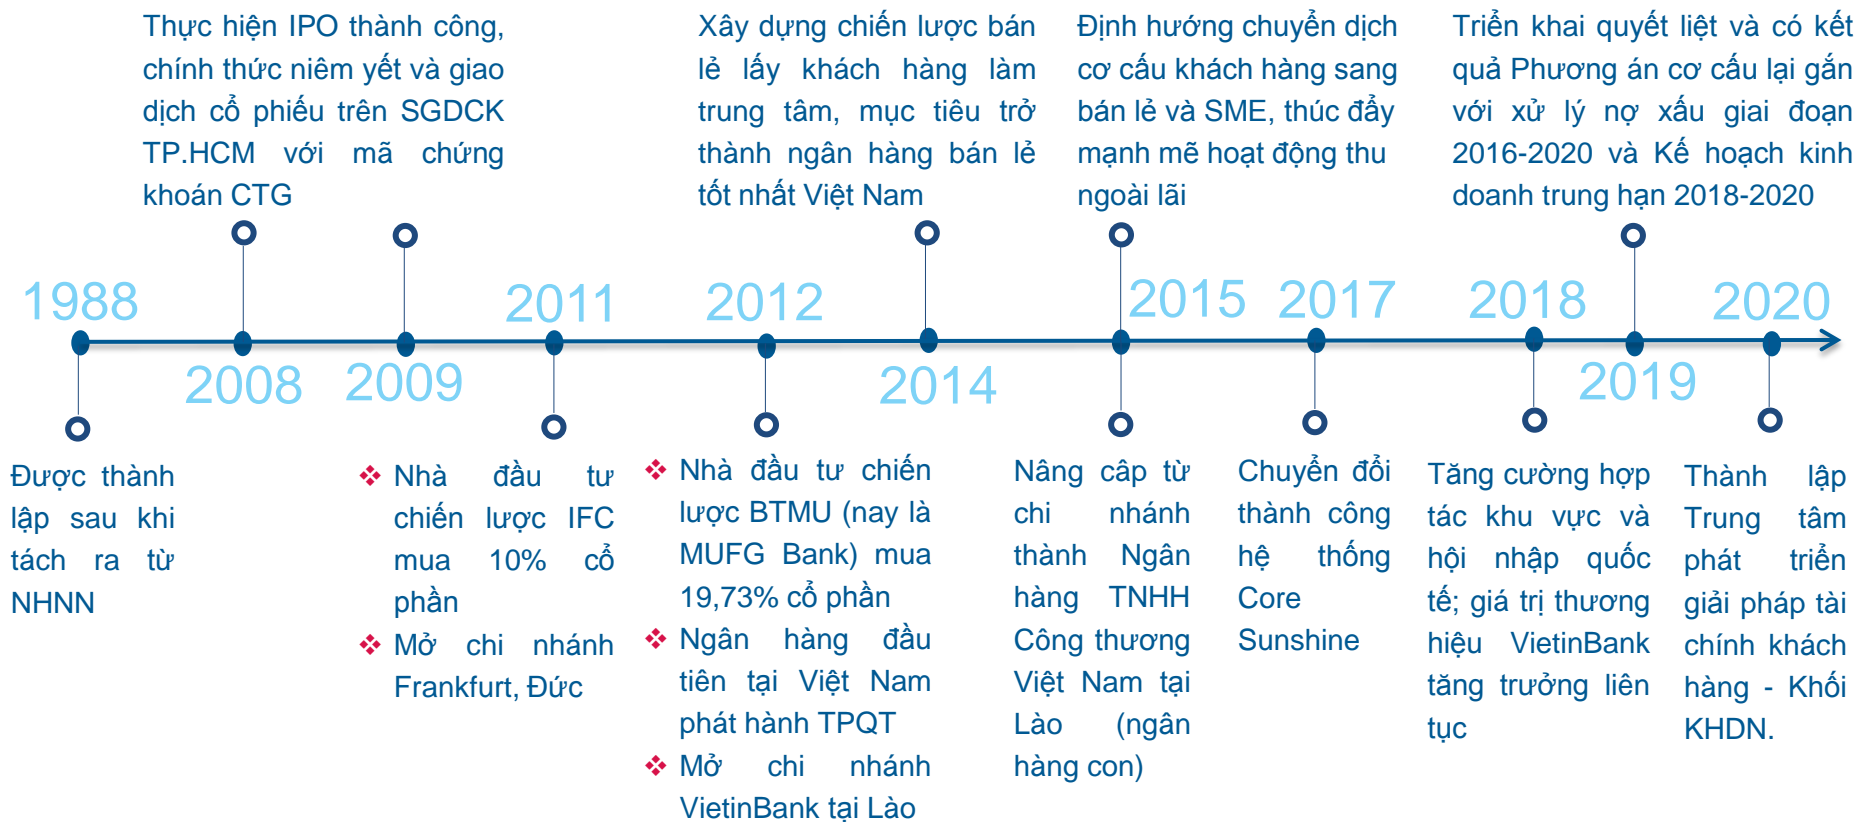 Thực hiện IPO thành công,
chính thức niêm yết và giao
dịch cổ phiếu trên SGDCK
TP.HCM với mã chứng
khoán CTG
Xây dựng chiến lược bán
lẻ lấy khách hàng làm
trung tâm, mục tiêu trở
thành ngân hàng bán lẻ
tốt nhất Việt Nam
Định hướng chuyển dịch
cơ cấu khách hàng sang
bán lẻ và SME, thúc đẩy
mạnh mẽ hoạt động thu
ngoài lãi
Triển khai quyết liệt và có kết
quả Phương án cơ cấu lại gắn
với xử lý nợ xấu giai đoạn
2016-2020 và Kế hoạch kinh
doanh trung hạn 2018-2020
1988
2008
2009
2011
2012
2014
2015
2017
2018
2019
2020
Được thành
lập sau khi
tách ra từ
NHNN
❖ Nhà đầu tư
chiến lược IFC
mua 10% cổ
phần
❖ Mở chi nhánh
Frankfurt, Đức
❖ Nhà đầu tư chiến
lược BTMU (nay là
MUFG Bank) mua
19,73% cổ phần
❖ Ngân hàng đầu
tiên tại Việt Nam
phát hành TPQT
❖ Mở chi nhánh
VietinBank tại Lào
Nâng câp từ
chi nhánh
thành Ngân
hàng TNHH
Công thương
Việt Nam tại
Lào (ngân
hàng con)
Chuyển đổi
thành công
hệ thống
Core
Sunshine
Tăng cường hợp
tác khu vực và
hội nhập quốc
tế; giá trị thương
hiệu VietinBank
tăng trưởng liên
tục
Thành lập
Trung tâm
phát triển
giải pháp tài
chính khách
hàng - Khối
KHDN.